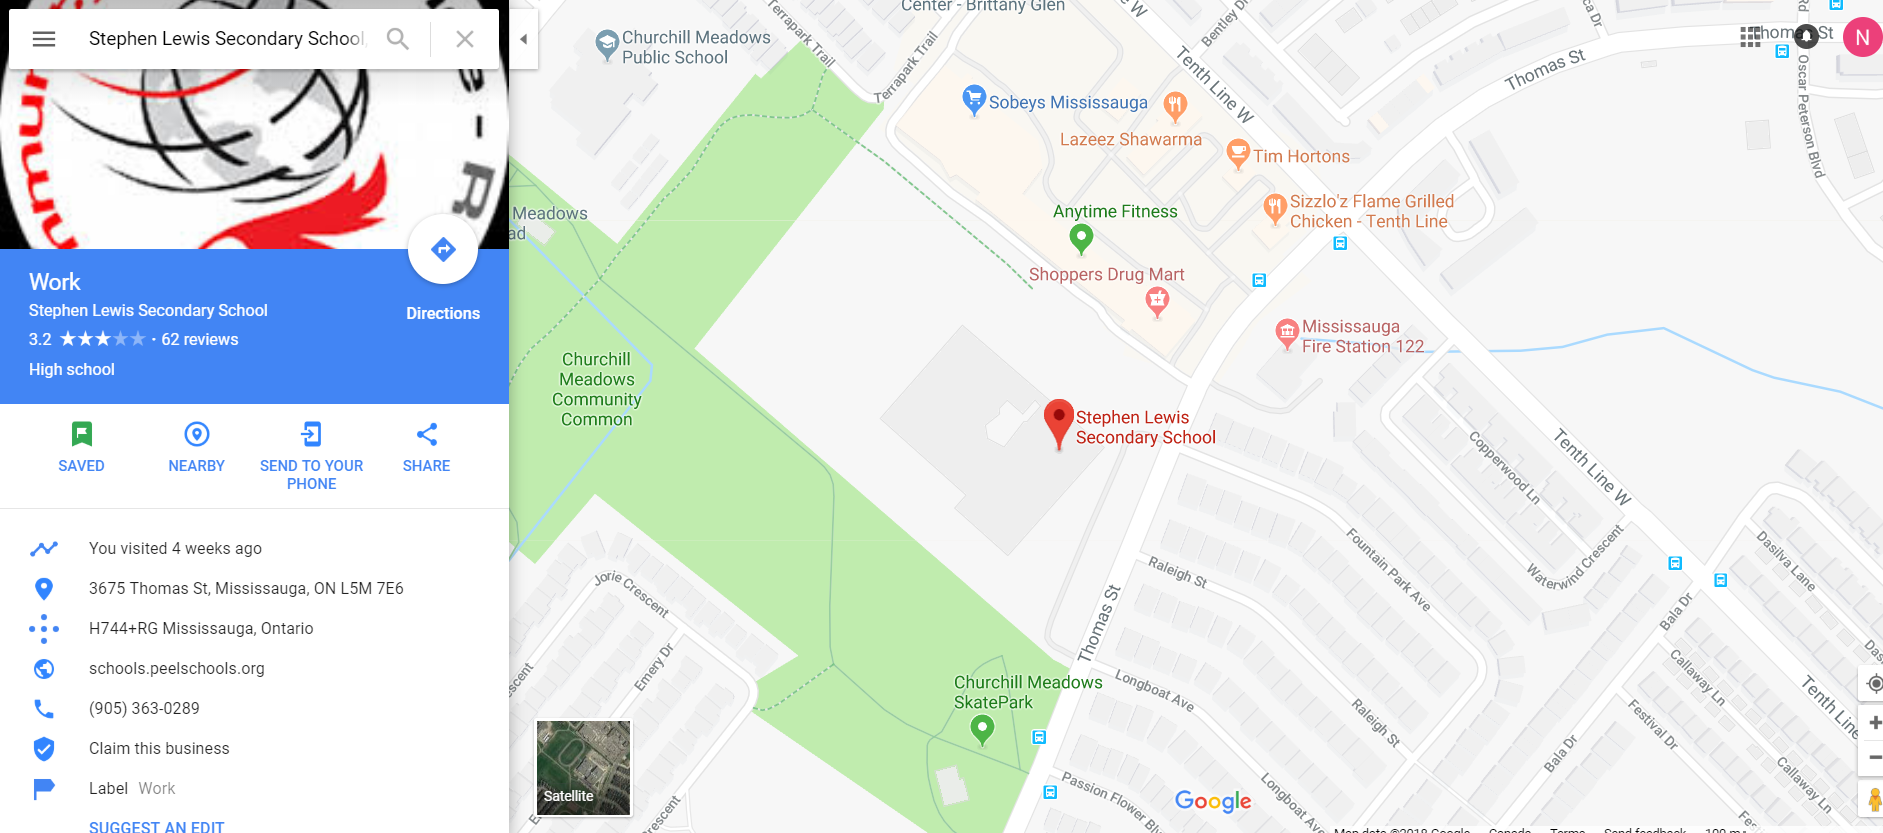 Stephen Lewis Secondary School,
Work
Stephen Lewis Secondary School
3.2
· 62 reviews
High school
Directions
SAVED
NEARBY
SEND TO YOUR
PHONE
SHARE
You visited 4 weeks ago
3675 Thomas St, Mississauga, ON L5M 7E6
H744+RG Mississauga, Ontario
schools.peelschools.org
(905) 363-0289
Claim this business
Label Work
SUGGEST AN EDIT
Center - Brittany Glen
Churchill Meadows
Public School
Terrapark Trail
Terrapark Trail
Tenth Line W
Bentley Dr
Thomas St
Thomas St
Oscar Peterson Blvd
N
Sobeys Mississauga
Lazeez Shawarma
Tim Hortons
Sizzlo'z Flame Grilled
Chicken - Tenth Line
Anytime Fitness
Shoppers Drug Mart
Mississauga
Fire Station 122
Meadows
Churchill
Meadows
Community
Common
Stephen Lewis
Secondary School
Copperwood Ln
Tenth Line W
Waterwind Crescent
Fountain Park Ave
Raleigh St
Thomas St
Jorie Crescent
Emery Dr
Churchill Meadows
SkatePark
Longboat Ave
Raleigh St
Longboat Ave
Passion Flower
Bala Dr
Bala Dr
Dasilva Lane
Callaway Ln
Festival Dr
Callaway Ln
Tenth Line
Satellite
Google
Map data ©2018 Google Canada Terms Send feedback 100 m